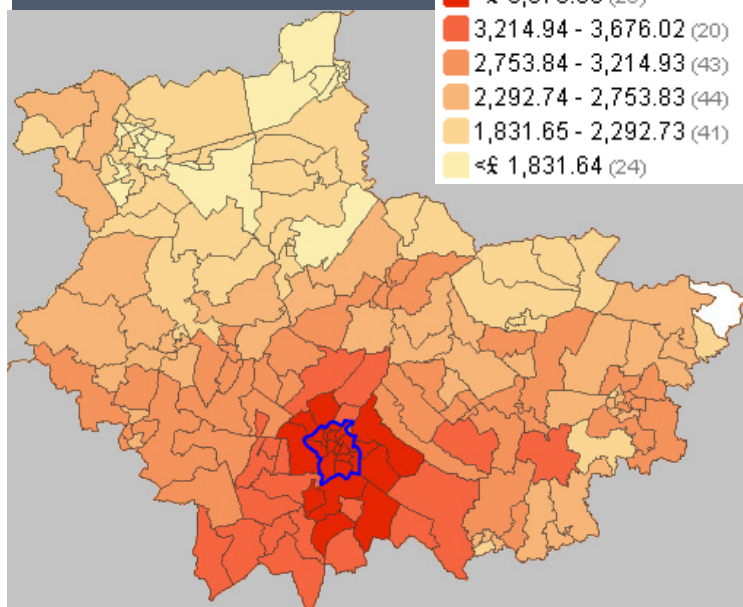 3,214.94 - 3,676.02 (20)
2,753.84 - 3,214.93 (43)
2,292.74 - 2,753.83 (44)
1,831.65 - 2,292.73 (41)
<£ 1,831.64 (24)